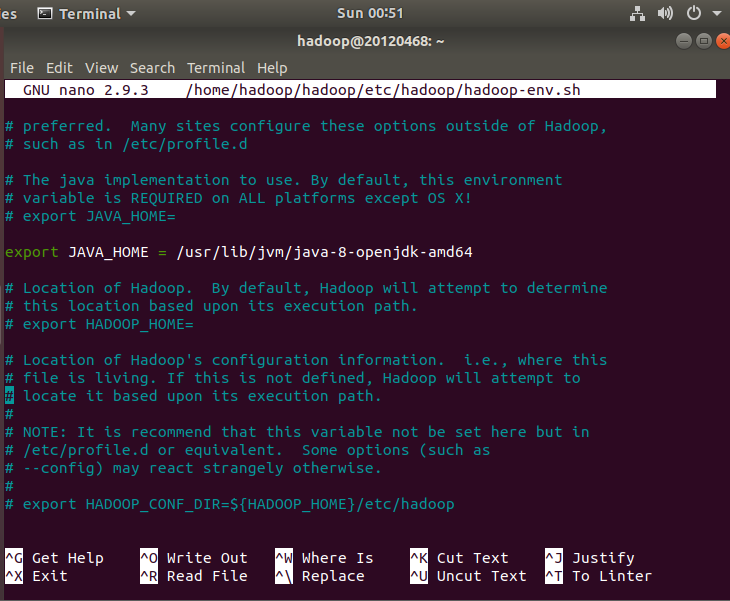 es Terminal Sun 00:51
hadoop@20120468: ~
File Edit View Search Terminal Help
GNU nano 2.9.3 /home/hadoop/hadoop/etc/hadoop/hadoop-env.sh
# preferred.  Many sites configure these options outside of Hadoop,
# such as in /etc/profile.d
# The java implementation to use. By default, this environment
# variable is REQUIRED on ALL platforms except OS X!
# export JAVA_HOME=
export JAVA_HOME = /usr/lib/jvm/java-8-openjdk-amd64
# Location of Hadoop.  By default, Hadoop will attempt to determine
# this location based upon its execution path.
# export HADOOP_HOME=
# Location of Hadoop's configuration information.  i.e., where this
# file is living. If this is not defined, Hadoop will attempt to
# locate it based upon its execution path.
#
# NOTE: It is recommend that this variable not be set here but in
# /etc/profile.d or equivalent.  Some options (such as
# --config) may react strangely otherwise.
#
# export HADOOP_CONF_DIR=${HADOOP_HOME}/etc/hadoop
^G Get Help ^O Write Out ^W Where Is ^K Cut Text ^J Justify
^X Exit ^R Read File ^\ Replace ^U Uncut Text ^T To Linter